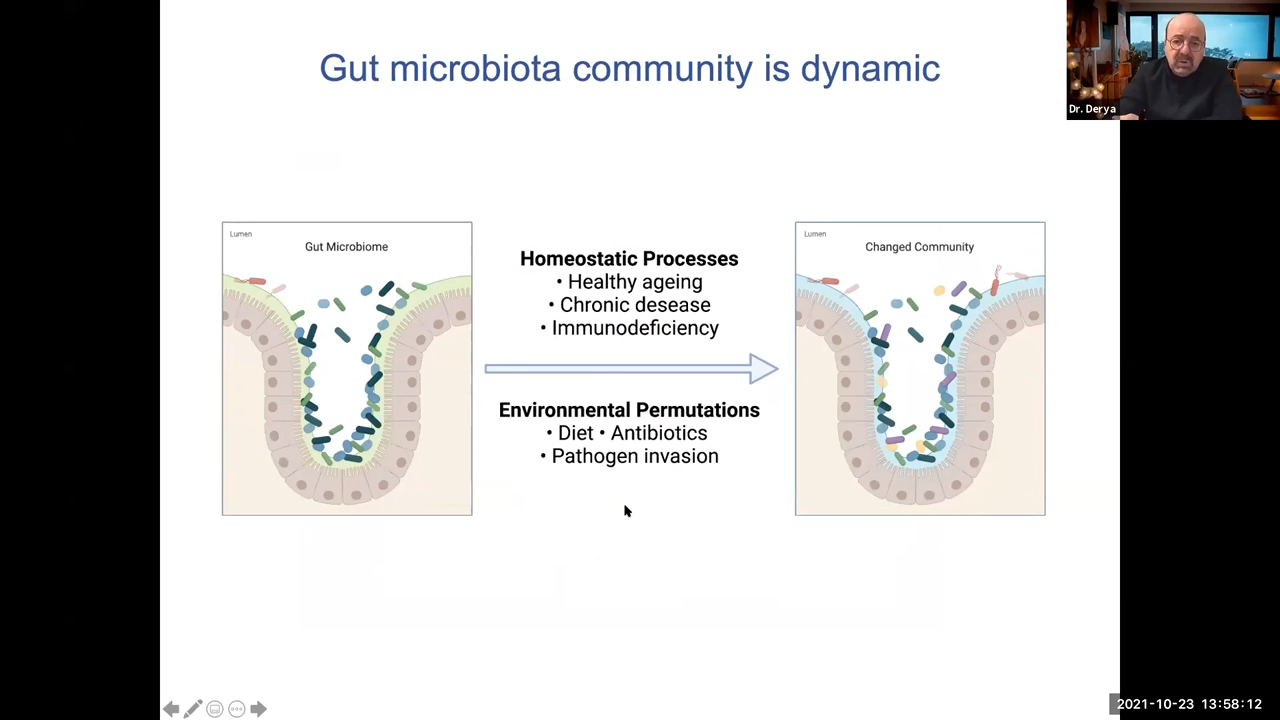 Gut microbiota community is dynamic
Dr. Derya
Lumen
Gut Microbiome
Homeostatic Processes
• Healthy ageing
• Chronic desease
• Immunodeficiency
Environmental Permutations
• Diet • Antibiotics
• Pathogen invasion
Lumen
Changed Community
2021-10-23 13:58:12